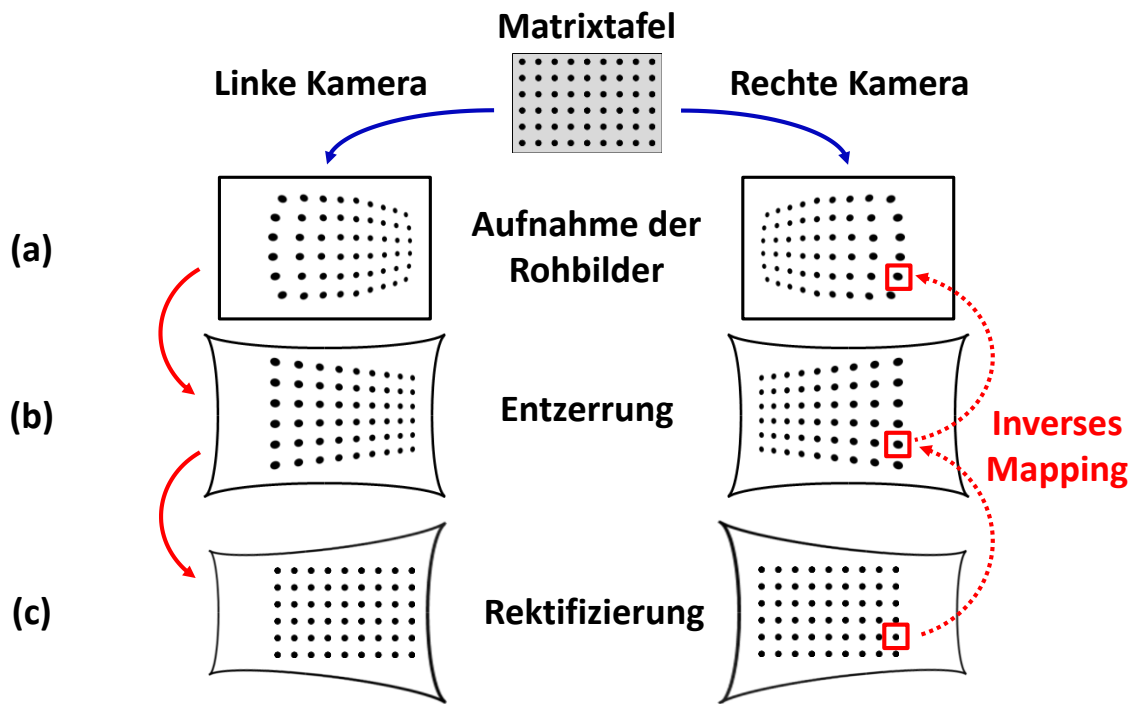 Matrixtafel
Linke Kamera
Rechte Kamera
(a)
Aufnahme der
Rohbilder
(b)
Entzerrung
Inverses
Mapping
(c)
Rektifizierung